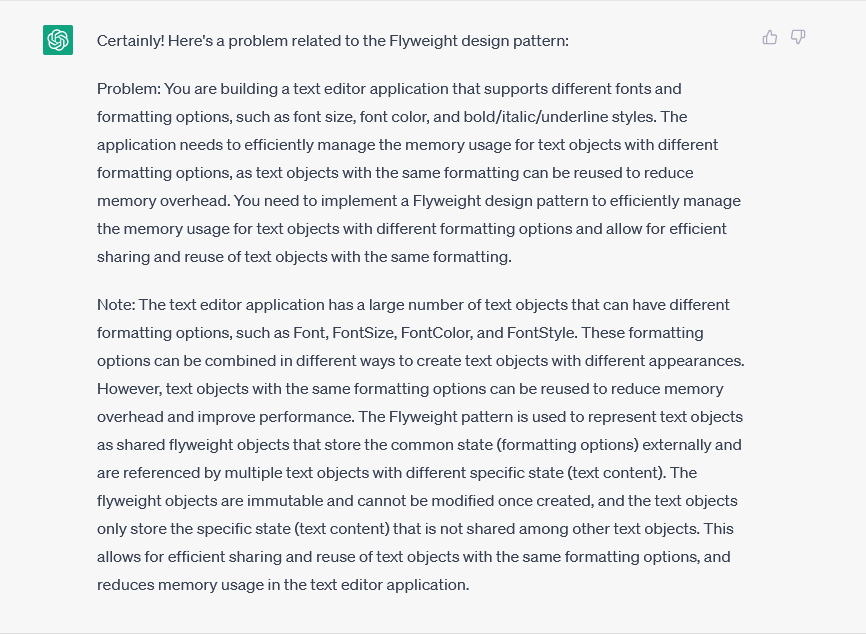 Certainly! Here's a problem related to the Flyweight design pattern:
Problem: You are building a text editor application that supports different fonts and
formatting options, such as font size, font color, and bold/italic/underline styles. The
application needs to efficiently manage the memory usage for text objects with different
formatting options, as text objects with the same formatting can be reused to reduce
memory overhead. You need to implement a Flyweight design pattern to efficiently manage
the memory usage for text objects with different formatting options and allow for efficient
sharing and reuse of text objects with the same formatting.
Note: The text editor application has a large number of text objects that can have different
formatting options, such as Font, FontSize, FontColor, and FontStyle. These formatting
options can be combined in different ways to create text objects with different appearances.
However, text objects with the same formatting options can be reused to reduce memory
overhead and improve performance. The Flyweight pattern is used to represent text objects
as shared flyweight objects that store the common state (formatting options) externally and
are referenced by multiple text objects with different specific state (text content). The
flyweight objects are immutable and cannot be modified once created, and the text objects
only store the specific state (text content) that is not shared among other text objects. This
allows for efficient sharing and reuse of text objects with the same formatting options, and
reduces memory usage in the text editor application.